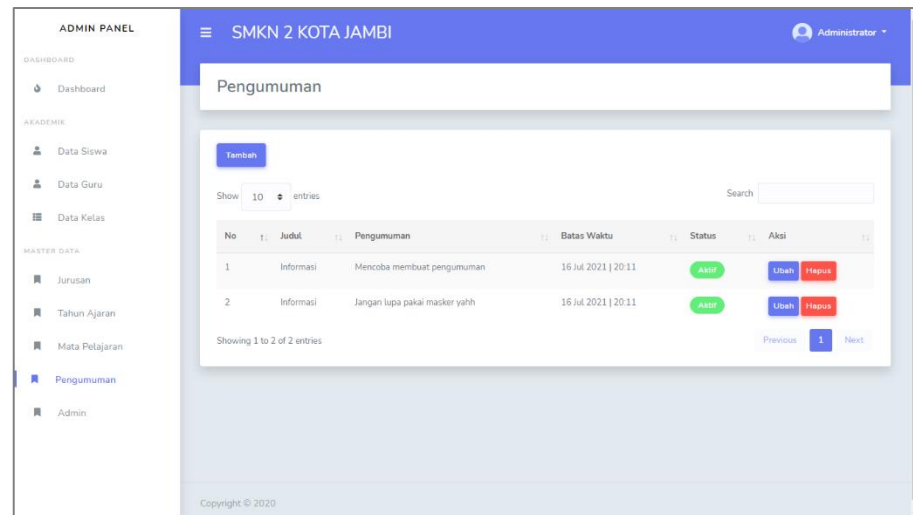 ADMIN PANEL
SMKN 2 KOTA JAMBI
Administrator
DASHBOARD
Dashboard
AKADEMIK
Data Siswa
Data Guru
Data Kelas
MASTER DATA
Jurusan
Tahun Ajaran
Mata Pelajaran
Pengumuman
Admin
Pengumuman
Tambah
Show 10 entries
Search
No Judul Pengumuman Batas Waktu Status Aksi
1 Informasi Mencoba membuat pengumuman 16 Jul 2021 | 20:11 Aktif Ubah Hapus
2 Informasi Jangan lupa pakai masker yahh 16 Jul 2021 | 20:11 Aktif Ubah Hapus
Showing 1 to 2 of 2 entries
Previous 1 Next
Copyright © 2020